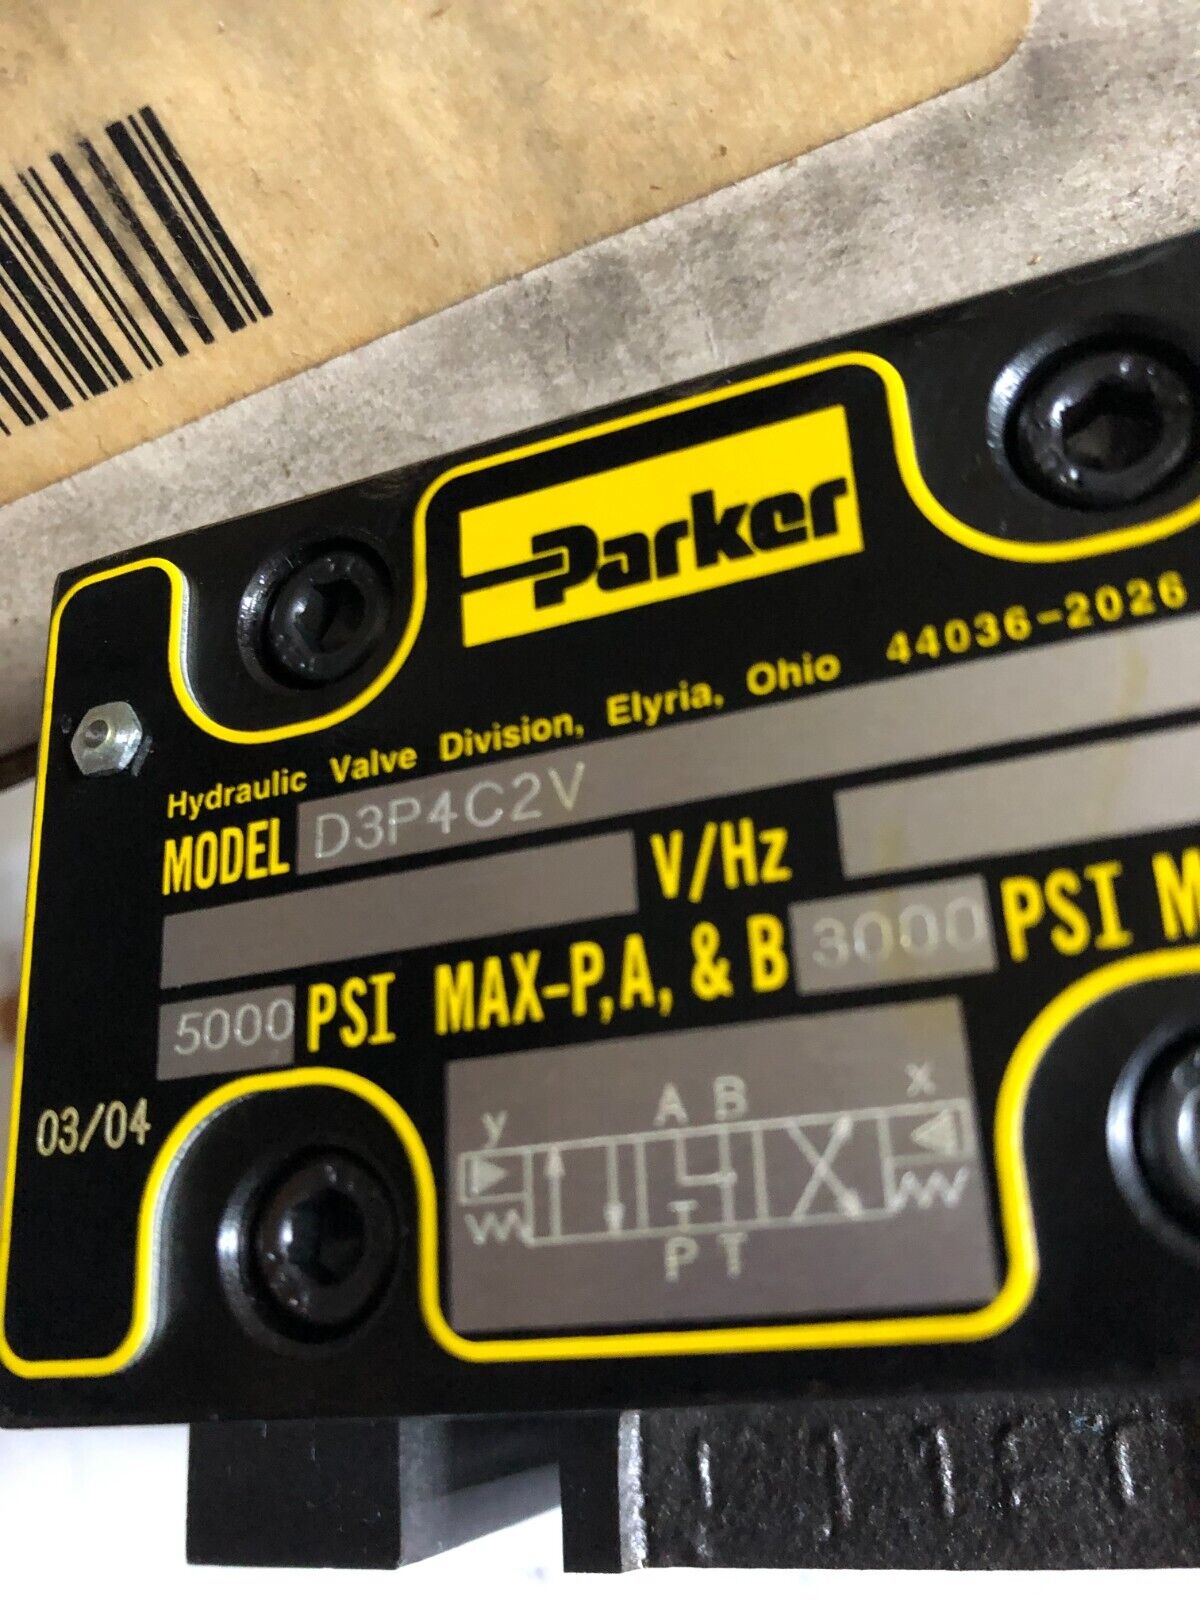 Parker
Hydraulic Valve Division, Elyria, Ohio 44036-2026
MODEL D3P4C2V
V/Hz
5000 PSI MAX-P, A, & B 3000 PSI M
03/04
A B
y x
P T